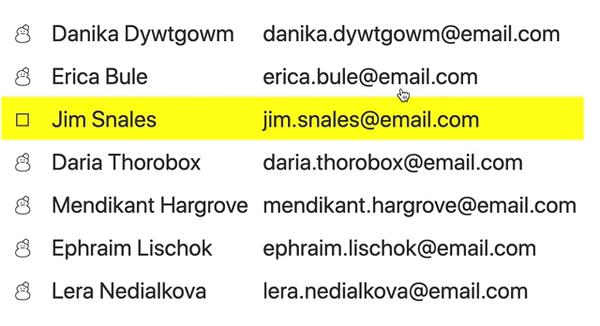 ☃ Danika Dywtgowm danika.dywtgowm@email.com
☃ Erica Bule erica.bule@email.com
☐ Jim Snales jim.snales@email.com
☃ Daria Thorobox daria.thorobox@email.com
☃ Mendikant Hargrove mendikant.hargrove@email.com
☃ Ephraim Lischok ephraim.lischok@email.com
☃ Lera Nedialkova lera.nedialkova@email.com